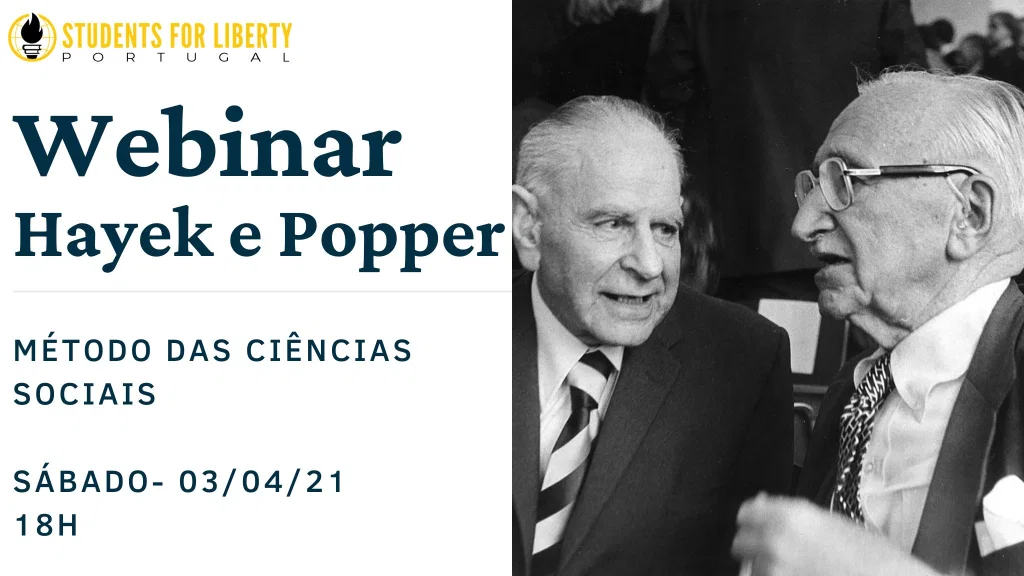 STUDENTS FOR LIBERTY
PORTUGAL
Webinar
Hayek e Popper
MÉTODO DAS CIÊNCIAS
SOCIAIS
SÁBADO- 03/04/21
18H